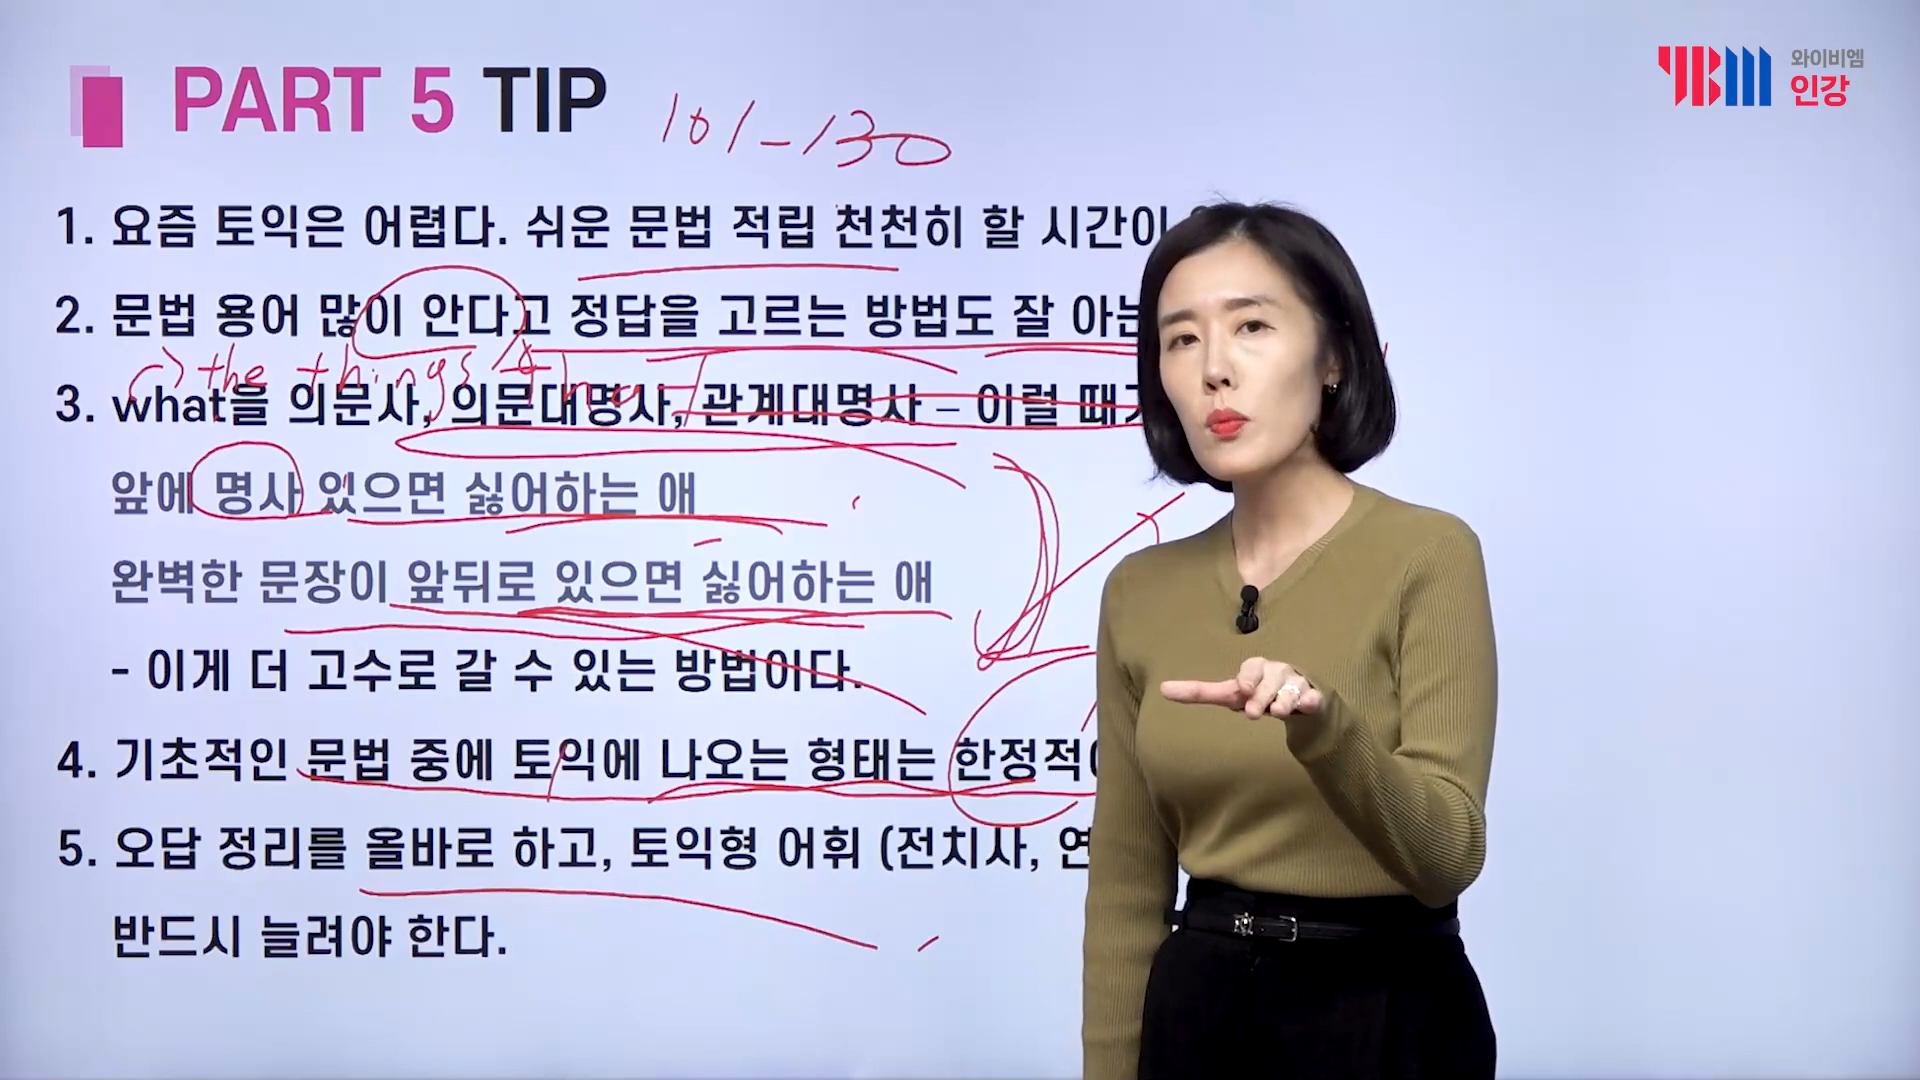 PART 5 TIP 101-130
YBM 와이비엠
인강
1. 요즘 토익은 어렵다. 쉬운 문법 적립 천천히 할 시간이
2. 문법 용어 많이 안다고 정답을 고르는 방법도 잘 아는
the things that
3. what을 의문사, 의문대명사, 관계대명사 – 이럴 때
앞에 명사 있으면 싫어하는 애
완벽한 문장이 앞뒤로 있으면 싫어하는 애
- 이게 더 고수로 갈 수 있는 방법이다.
4. 기초적인 문법 중에 토익에 나오는 형태는 한정적
5. 오답 정리를 올바로 하고, 토익형 어휘 (전치사,
반드시 늘려야 한다.